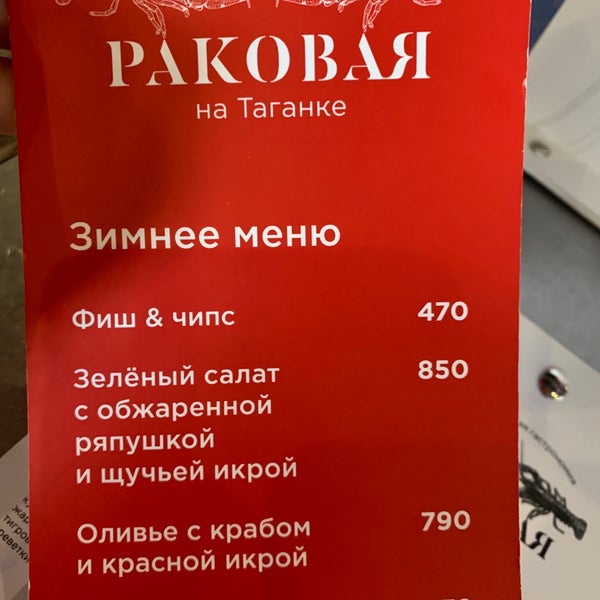 РАКОВАЯ
на Таганке
Зимнее меню
Фиш & чипс 470
Зелёный салат 850
с обжаренной
ряпушкой
и щучьей икрой
Оливье с крабом 790
и красной икрой